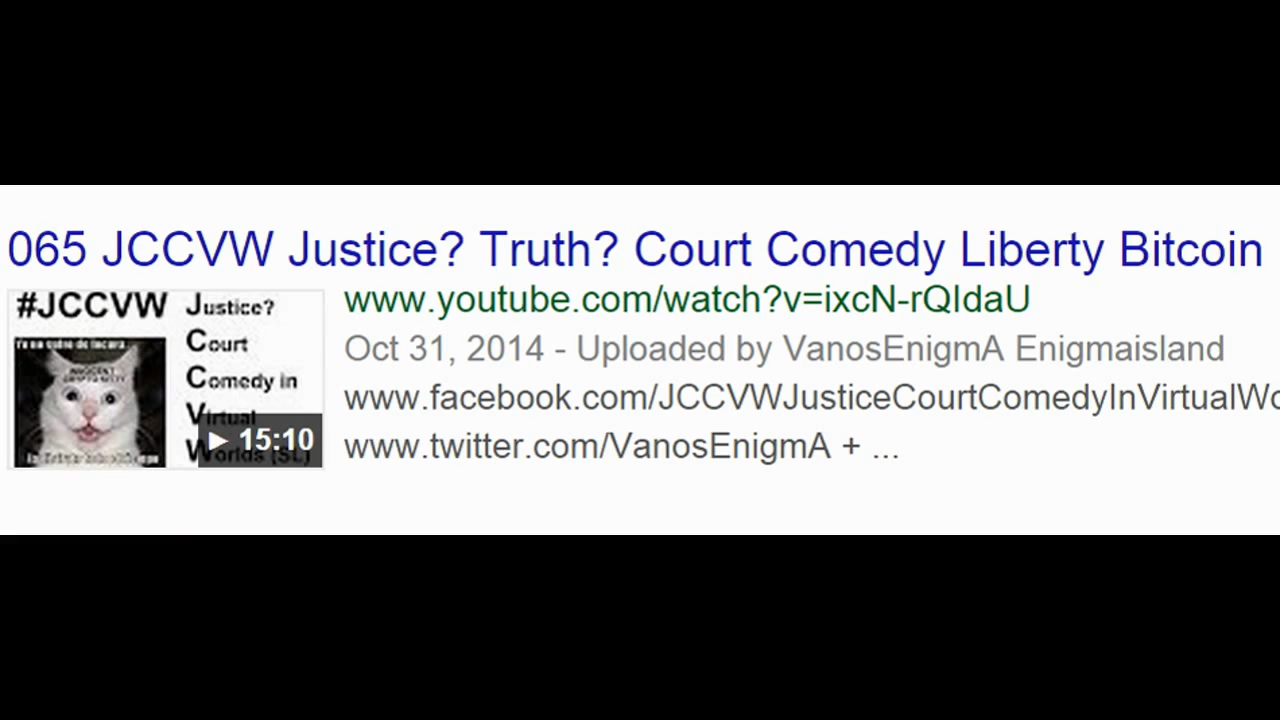 065 JCCVW Justice? Truth? Court Comedy Liberty Bitcoin
#JCCVW
Justice?
Court
Comedy in
Virtual
Worlds (SL)
15:10
www.youtube.com/watch?v=ixcN-rQIdaU
Oct 31, 2014 - Uploaded by VanosEnigmA Enigmaisland
www.facebook.com/JCCVWJusticeCourtComedyInVirtualWo
www.twitter.com/VanosEnigmA + ...